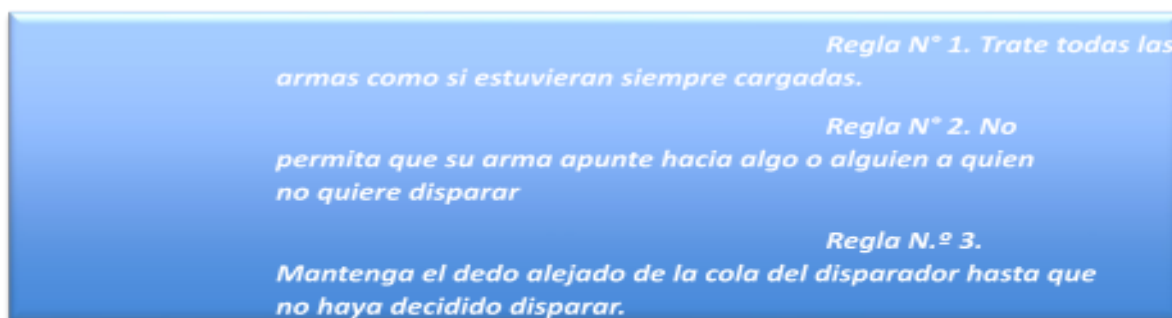 Regla N° 1. Trate todas las
armas como si estuvieran siempre cargadas.
Regla N° 2. No
permita que su arma apunte hacia algo o alguien a quien
no quiere disparar
Regla N.º 3.
Mantenga el dedo alejado de la cola del disparador hasta que
no haya decidido disparar.